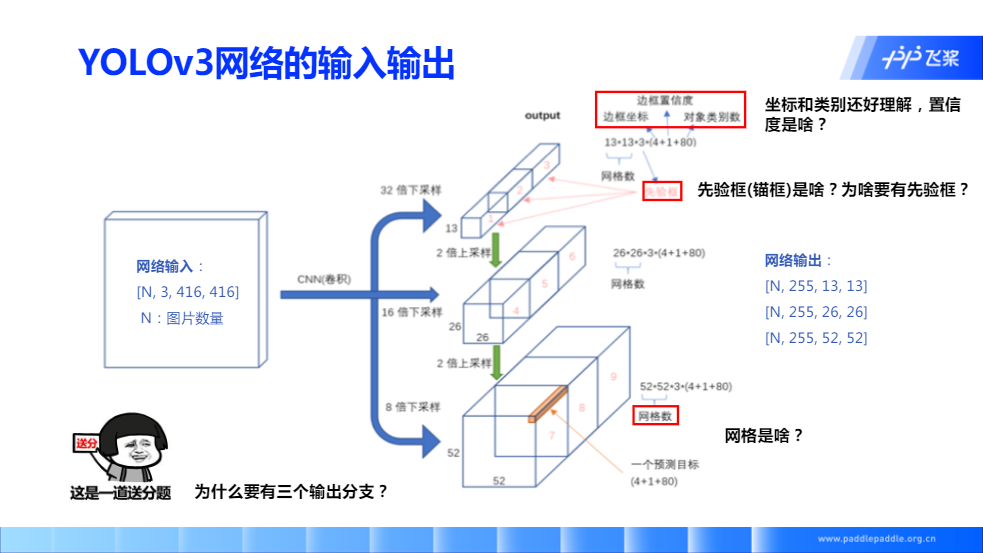 YOLOv3网络的输入输出
飞桨
output
边框置信度
边框坐标 对象类别数
坐标和类别还好理解，置信
度是啥？
13*13*3*(4+1+80)
网格数
先验框
先验框(锚框)是啥？为啥要有先验框？
32 倍下采样
3
2
1
13
2 倍上采样
网络输入：
[N, 3, 416, 416]
N：图片数量
CNN(卷积)
16 倍下采样
6
5
4
26
26
26*26*3*(4+1+80)
网格数
网络输出：
[N, 255, 13, 13]
[N, 255, 26, 26]
[N, 255, 52, 52]
2 倍上采样
8 倍下采样
9
8
7
52
52
52*52*3*(4+1+80)
网格数
网格是啥？
一个预测目标
(4+1+80)
送分
这是一道送分题
为什么要有三个输出分支？
www.paddlepaddle.org.cn